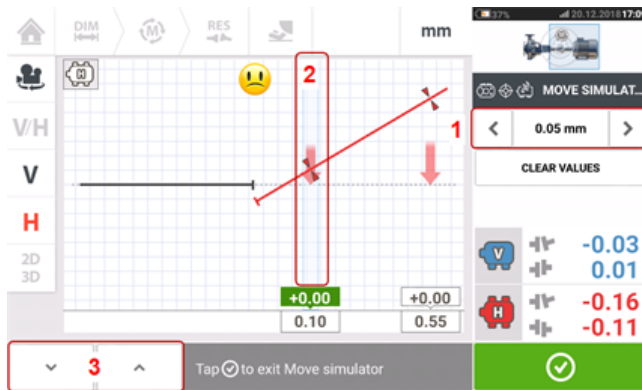 DIM
RES
mm
37%
20.12.2018 17:0
MOVE SIMULAT...
V/H
V
H
2D
3D
2
1
0.05 mm
CLEAR VALUES
V
-0.03
0.01
H
-0.16
-0.11
+0.00
+0.00
0.10
0.55
3
Tap to exit Move simulator